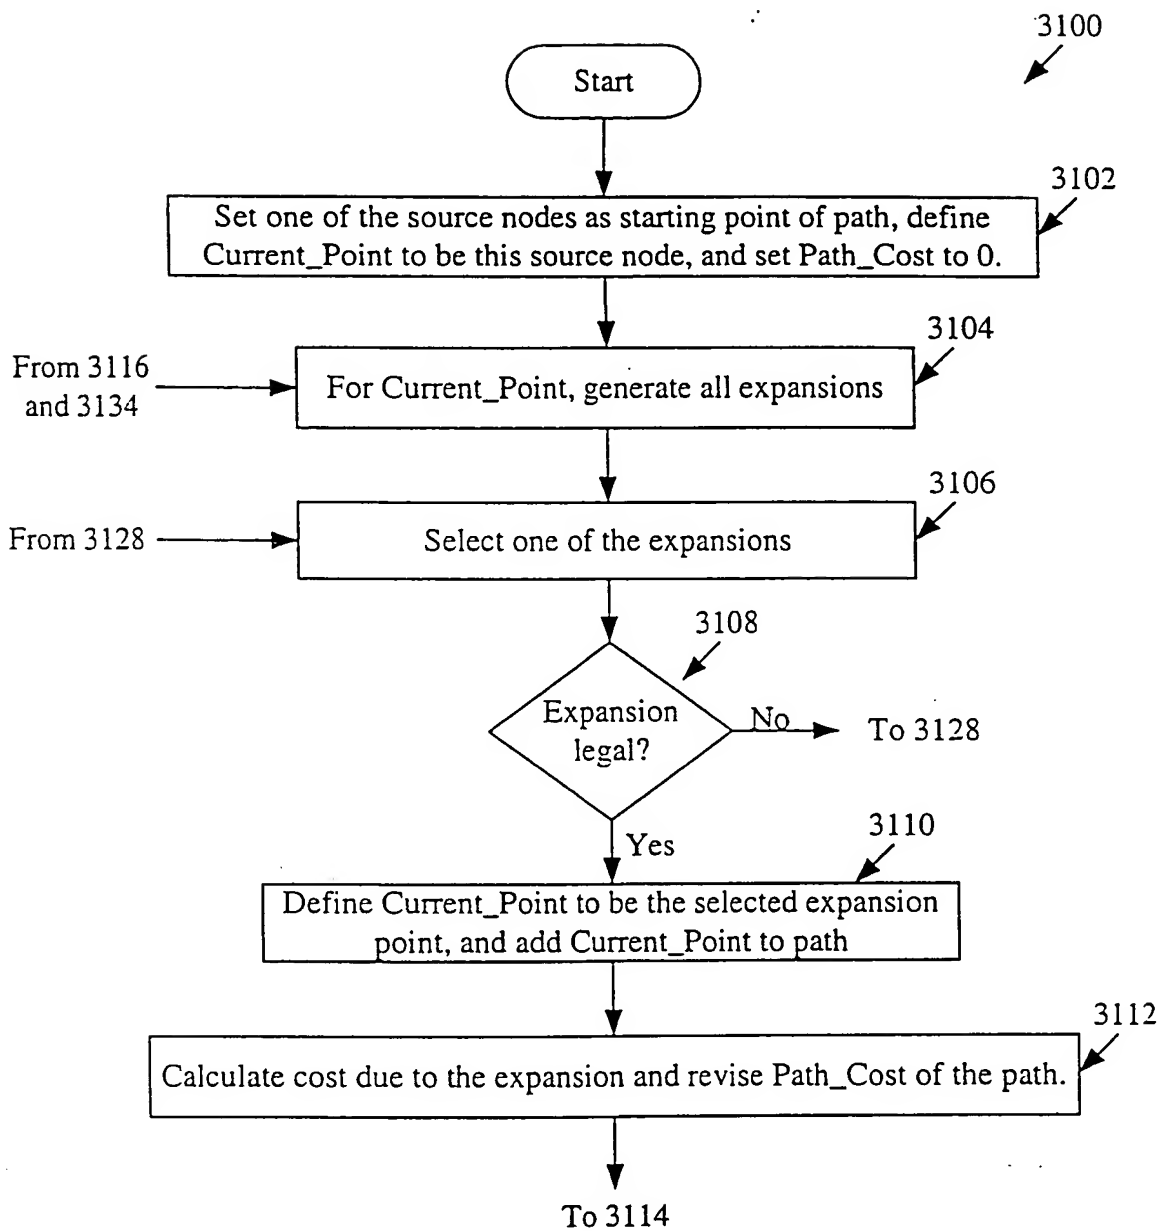 3100
Start
3102
Set one of the source nodes as starting point of path, define
Current_Point to be this source node, and set Path_Cost to 0.
3104
From 3116
and 3134
For Current_Point, generate all expansions
3106
From 3128
Select one of the expansions
3108
Expansion
legal?
No
To 3128
Yes
3110
Define Current_Point to be the selected expansion
point, and add Current_Point to path
3112
Calculate cost due to the expansion and revise Path_Cost of the path.
To 3114